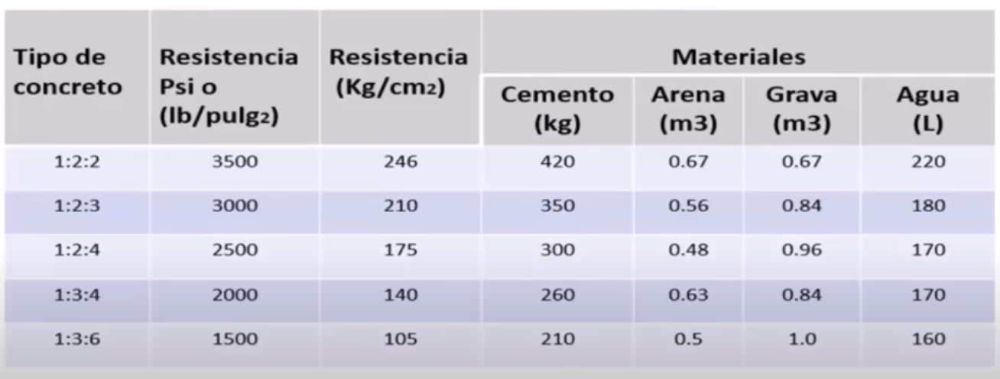 Tipo de concreto Resistencia Psi o (lb/pulg2) Resistencia (Kg/cm2) Materiales
Cemento (kg) Arena (m3) Grava (m3) Agua (L)
1:2:2 3500 246 420 0.67 0.67 220
1:2:3 3000 210 350 0.56 0.84 180
1:2:4 2500 175 300 0.48 0.96 170
1:3:4 2000 140 260 0.63 0.84 170
1:3:6 1500 105 210 0.5 1.0 160